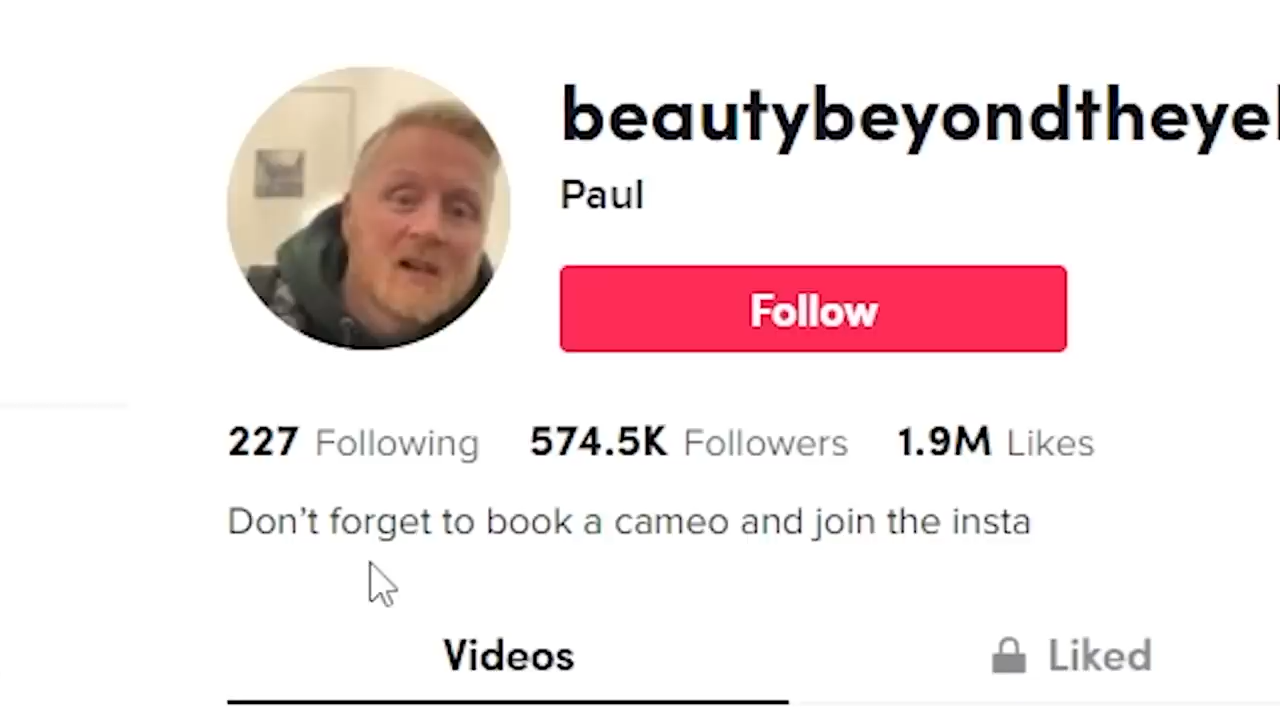 beautybeyondtheye
Paul
Follow
227 Following 574.5K Followers 1.9M Likes
Don't forget to book a cameo and join the insta
Videos Liked